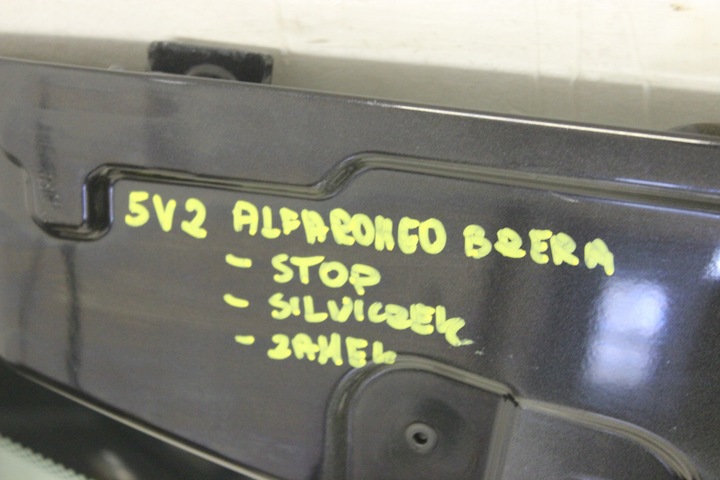 5V2 ALFAROMEO BRERA
- STOP
- SILVICZEK
- ZAMEK